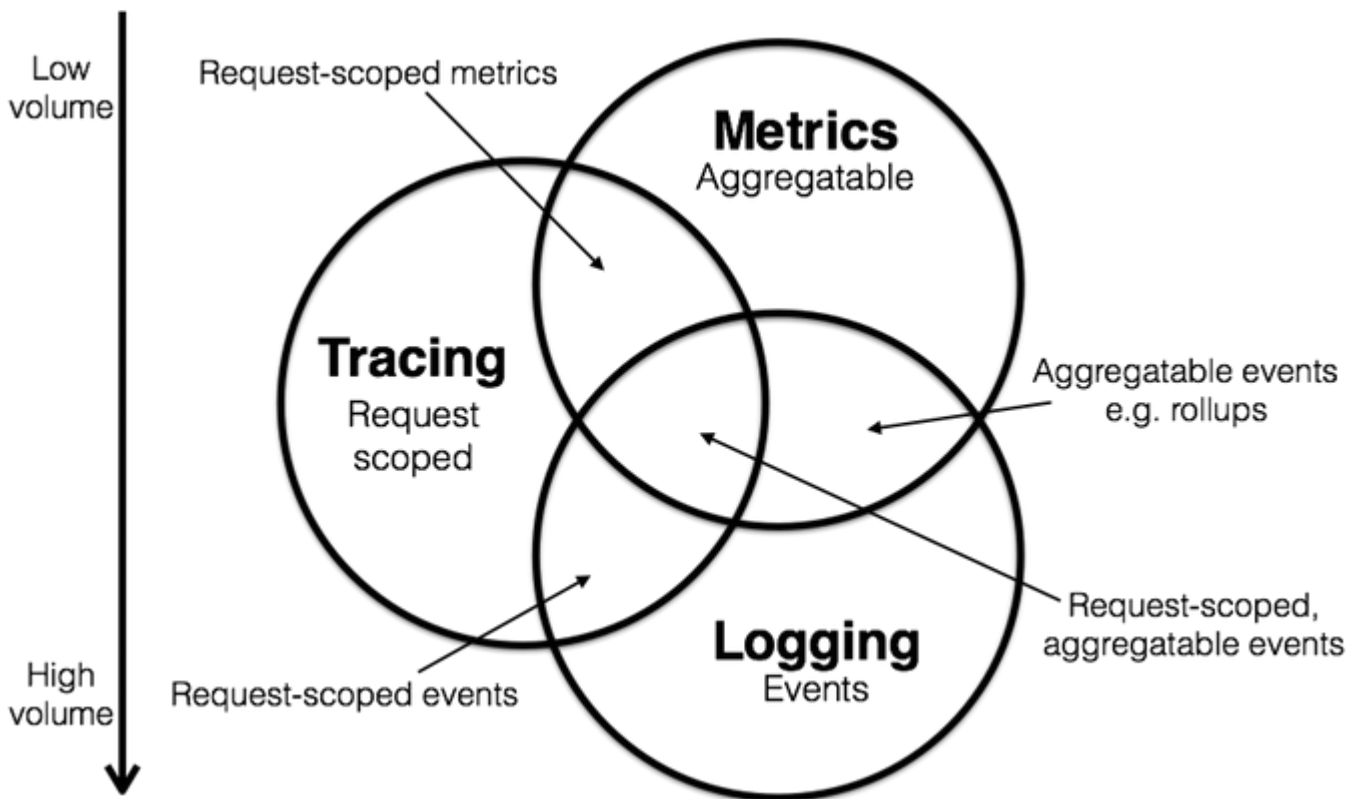 Low
volume
Request-scoped metrics
Metrics
Aggregatable
Tracing
Request
scoped
Aggregatable events
e.g. rollups
Request-scoped,
aggregatable events
Logging
Events
Request-scoped events
High
volume